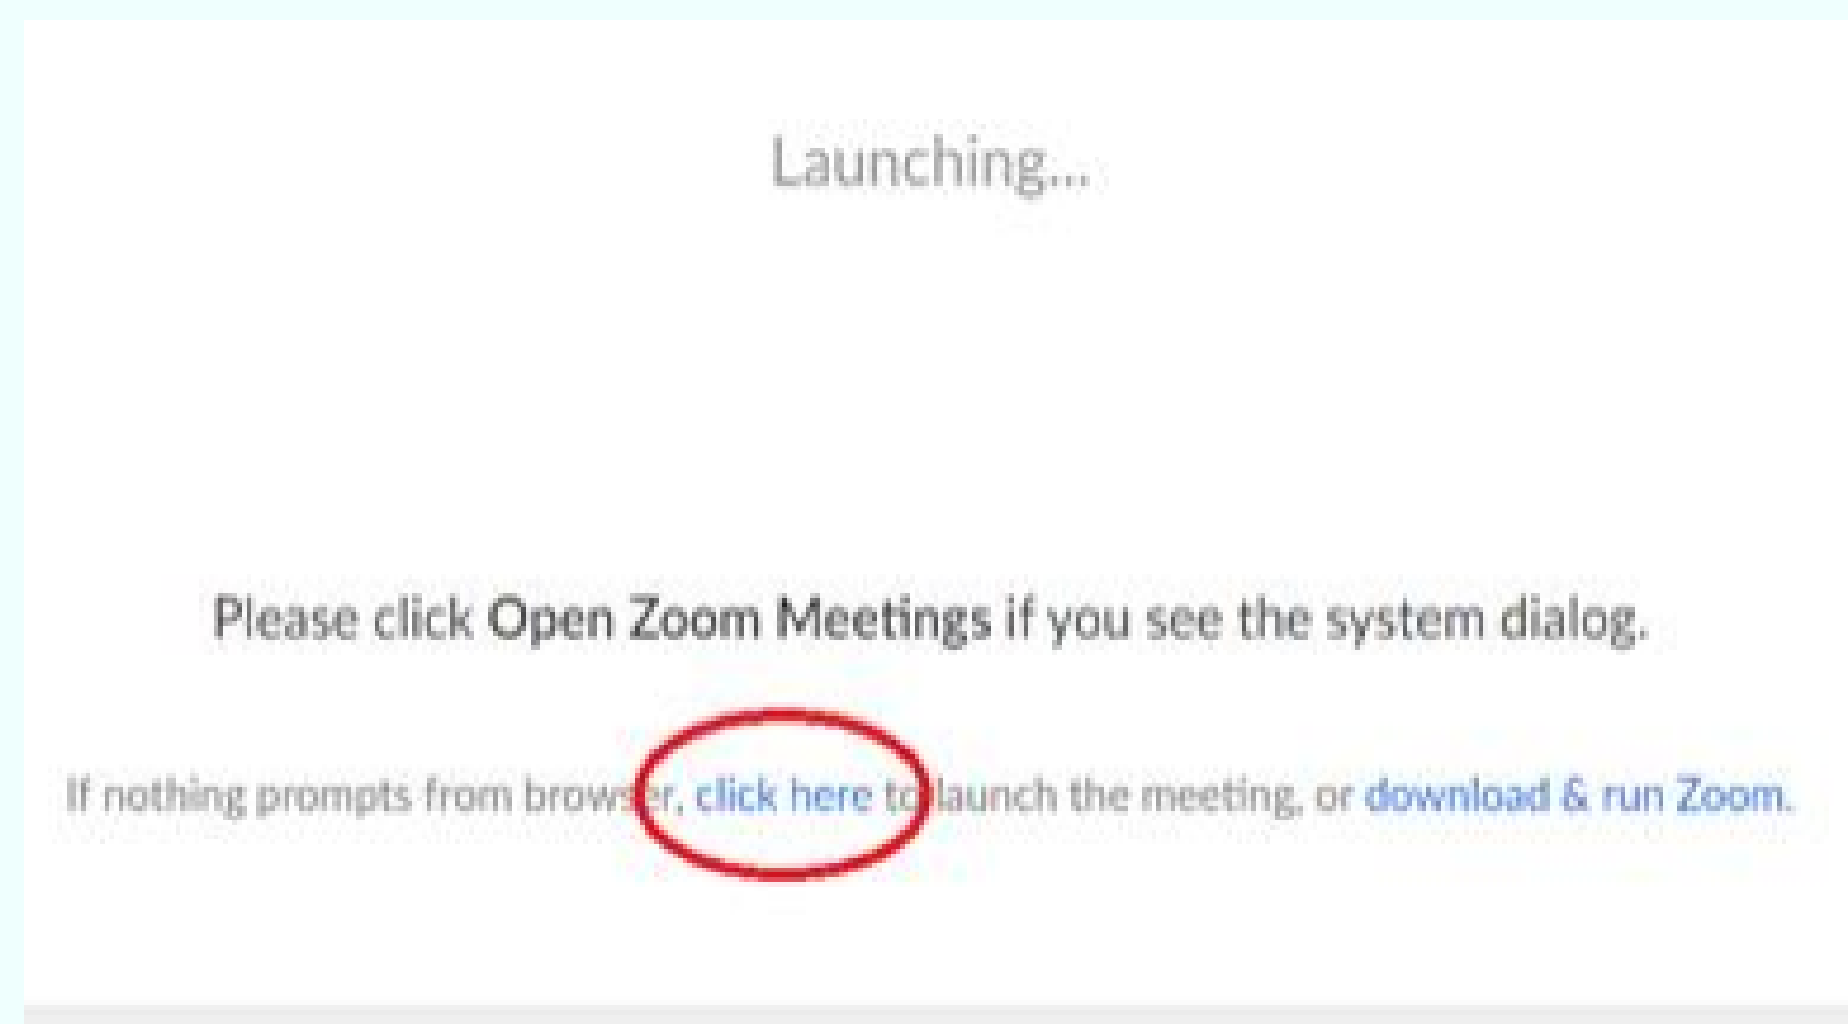 Launching...
Please click Open Zoom Meetings if you see the system dialog.
If nothing prompts from browser, click here to launch the meeting, or download & run Zoom.